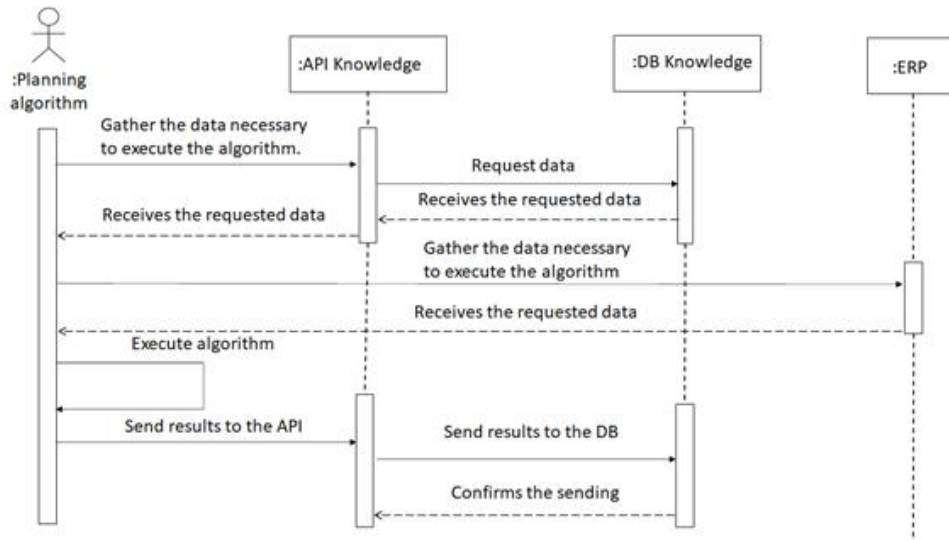 :Planning
algorithm
:API Knowledge
:DB Knowledge
:ERP
Gather the data necessary
to execute the algorithm.
Request data
Receives the requested data
Receives the requested data
Gather the data necessary
to execute the algorithm
Receives the requested data
Execute algorithm
Send results to the API
Send results to the DB
Confirms the sending